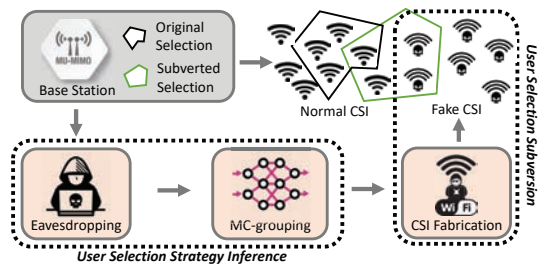 Original
Selection
Subverted
Selection
MU-MIMO
Base Station
Normal CSI
Fake CSI
User Selection Subversion
Eavesdropping
MC-grouping
Wi Fi
CSI Fabrication
User Selection Strategy Inference